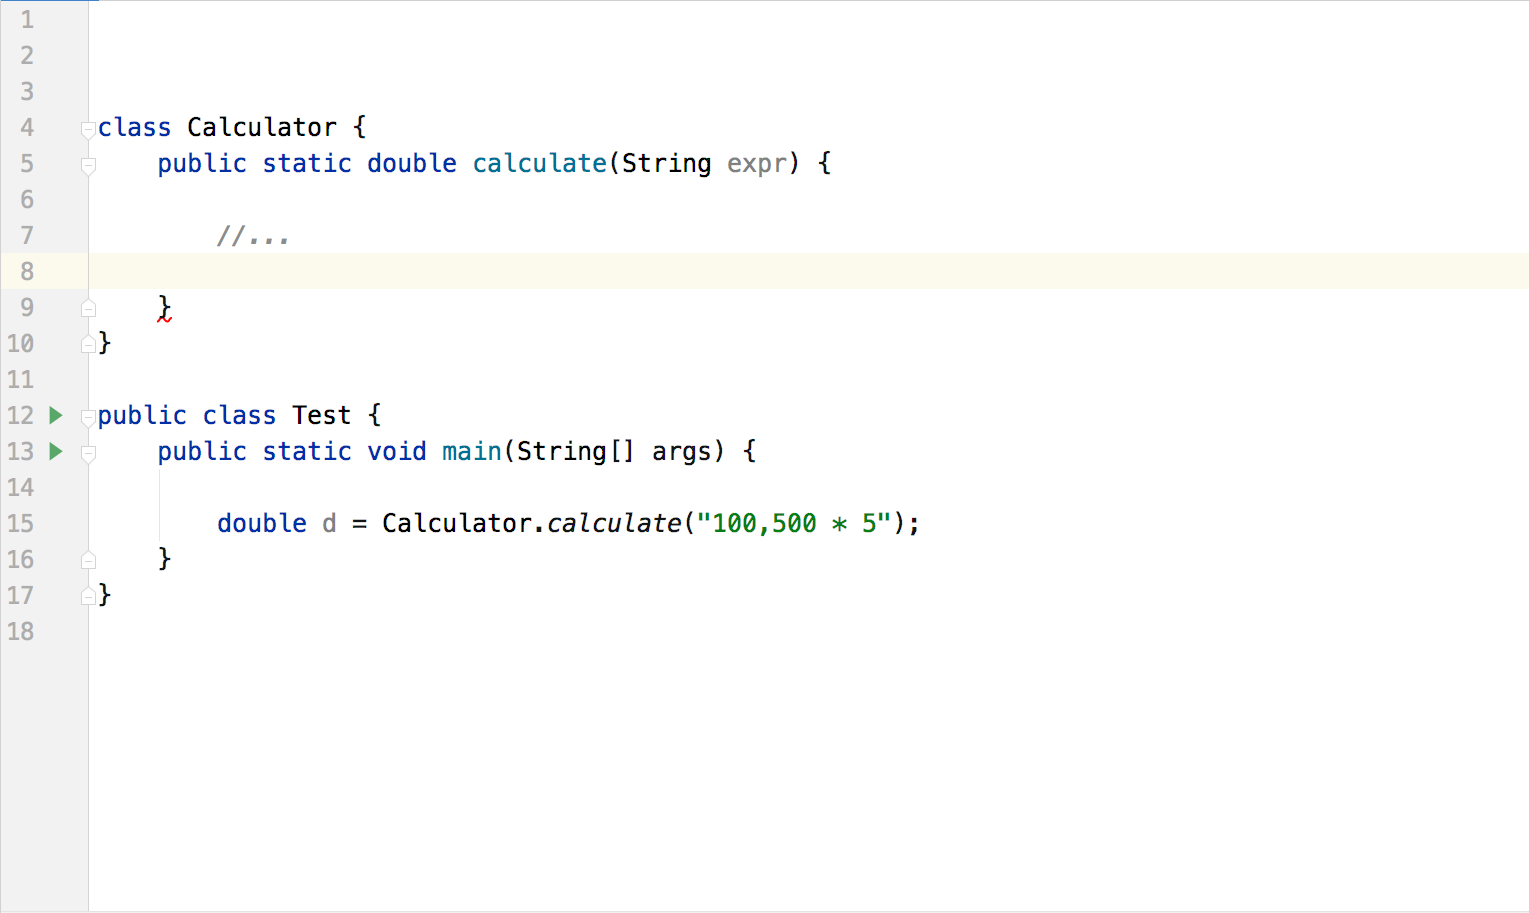 1
2
3
4 class Calculator {
5     public static double calculate(String expr) {
6
7         //...
8
9     }
10 }
11
12 public class Test {
13     public static void main(String[] args) {
14
15         double d = Calculator.calculate("100,500 * 5");
16     }
17 }
18